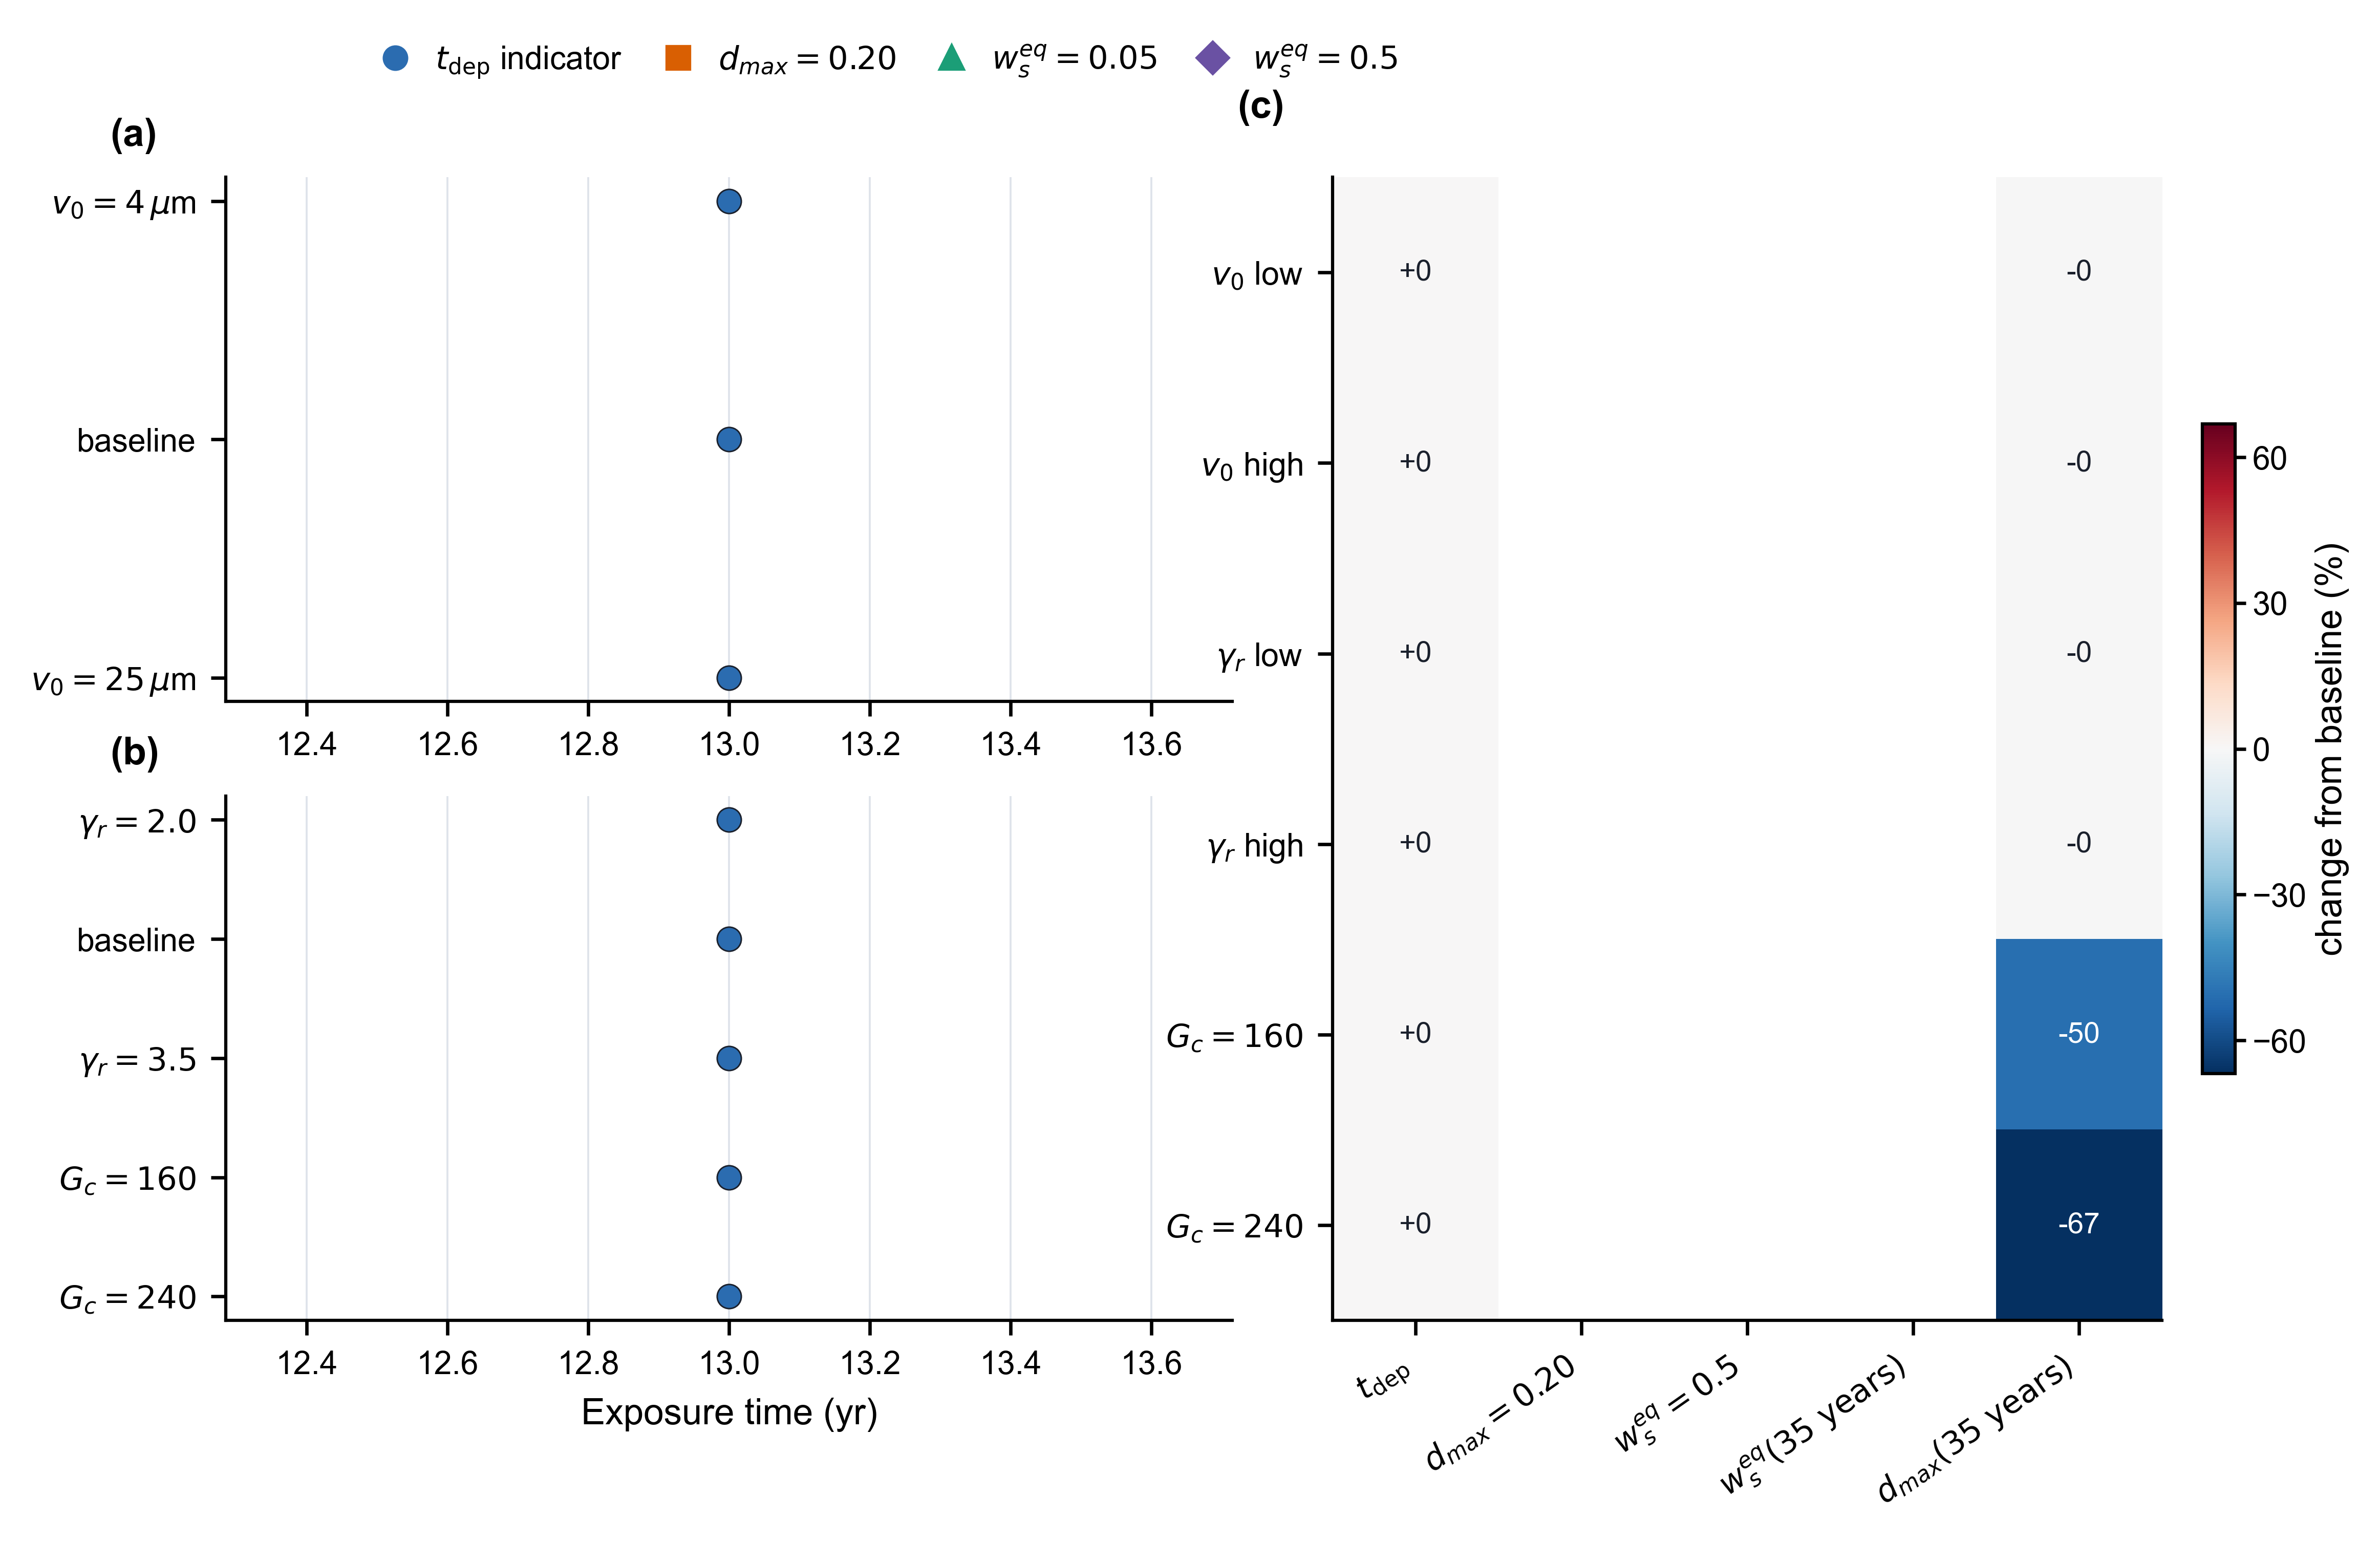 t_dep indicator d_max = 0.20 w_s^eq = 0.05 w_s^eq = 0.5
(a)
v_0 = 4 μm
baseline
v_0 = 25 μm
12.4 12.6 12.8 13.0 13.2 13.4 13.6
(b)
γ_r = 2.0
baseline
γ_r = 3.5
G_c = 160
G_c = 240
12.4 12.6 12.8 13.0 13.2 13.4 13.6
Exposure time (yr)
(c)
v_0 low +0 -0
v_0 high +0 -0
γ_r low +0 -0
γ_r high +0 -0
G_c = 160 +0 -50
G_c = 240 +0 -67
t_dep
d_max = 0.20
w_s^eq = 0.5
w_s^eq(35 years)
d_max(35 years)
60
30
0
−30
−60
change from baseline (%)